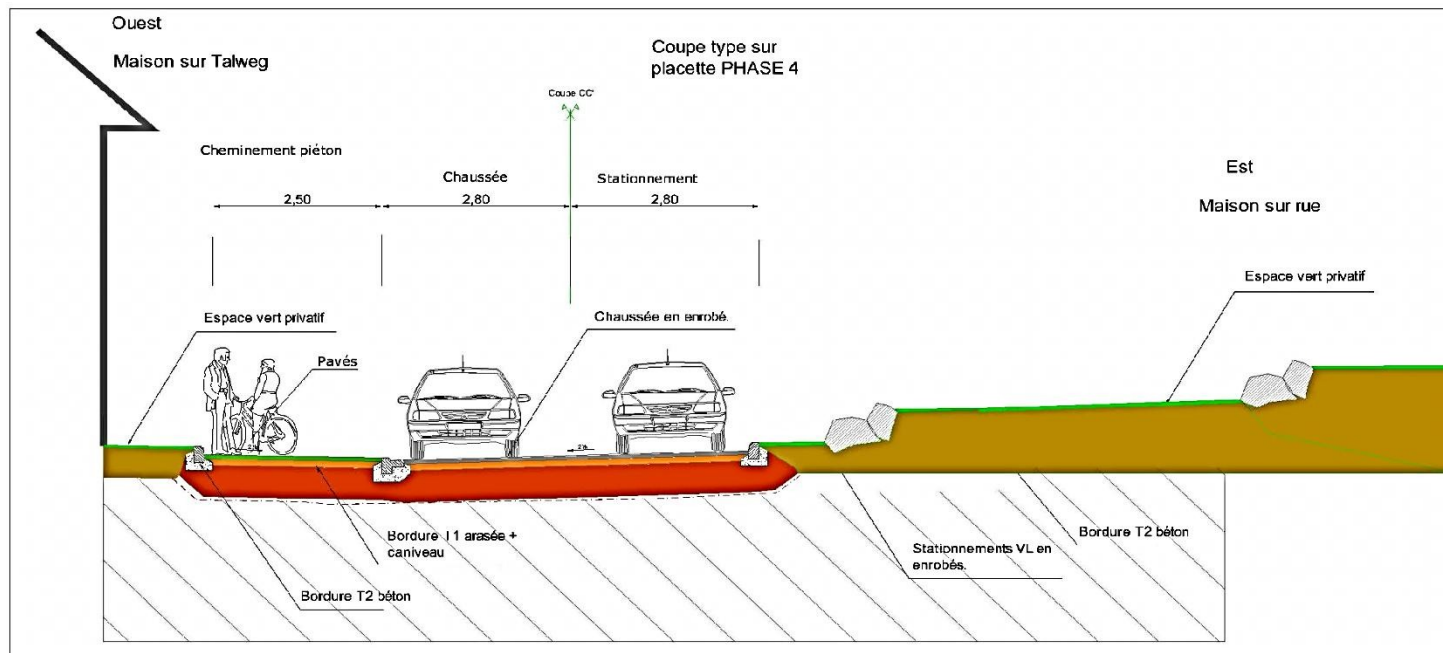 Ouest
Maison sur Talweg
Coupe type sur
placette PHASE 4
Coupe CC'
Cheminement piéton
Chaussée
Stationnement
2,50
2,80
2,80
Est
Maison sur rue
Espace vert privatif
Espace vert privatif
Chaussée en enrobé.
Pavés
Bordure T1 arasée +
caniveau
Bordure T2 béton
Stationnements VL en
enrobés.
Bordure T2 béton